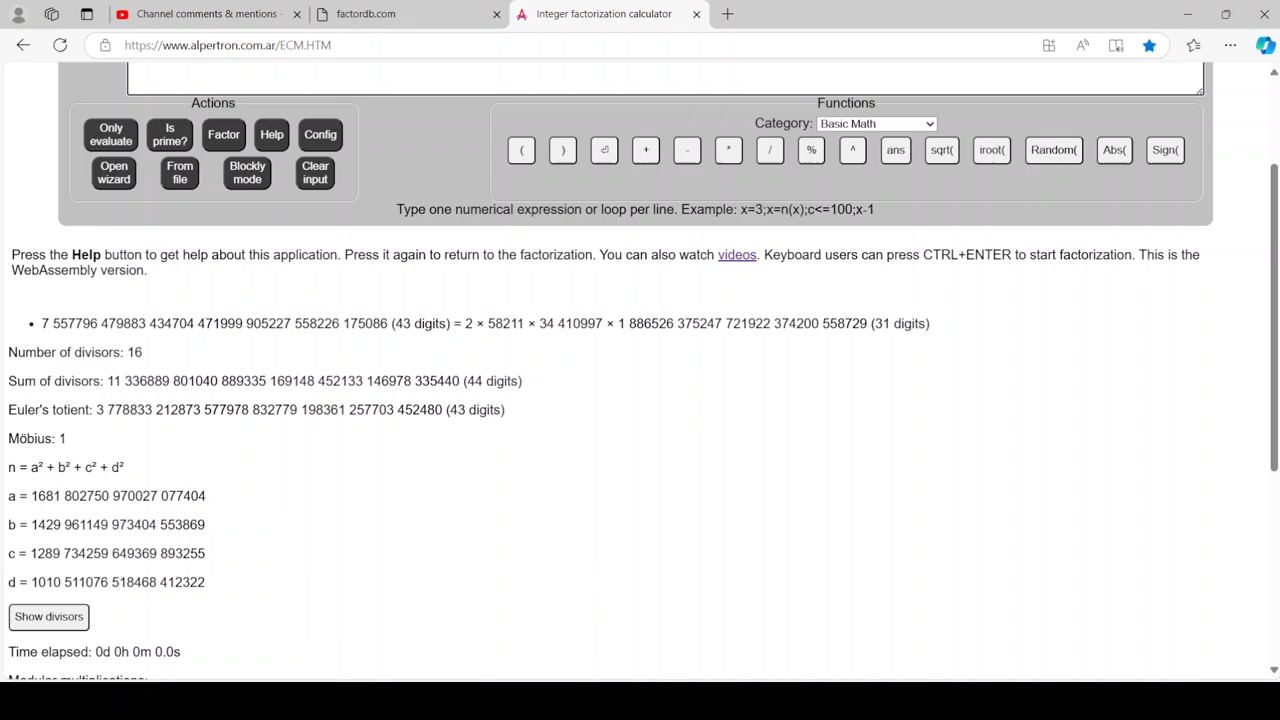 Channel comments & mentions -
factordb.com
Integer factorization calculator
https://www.alpertron.com.ar/ECM.HTM
Actions
Functions
Category: Basic Math
Only evaluate
Is prime?
Factor
Help
Config
( ) ⏎ + - * / % ^ ans sqrt( iroot( Random( Abs( Sign(
Open wizard
From file
Blockly mode
Clear input
Type one numerical expression or loop per line. Example: x=3;x=n(x);c<=100;x-1
Press the Help button to get help about this application. Press it again to return to the factorization. You can also watch videos. Keyboard users can press CTRL+ENTER to start factorization. This is the
WebAssembly version.
• 7 557796 479883 434704 471999 905227 558226 175086 (43 digits) = 2 × 58211 × 34 410997 × 1 886526 375247 721922 374200 558729 (31 digits)
Number of divisors: 16
Sum of divisors: 11 336889 801040 889335 169148 452133 146978 335440 (44 digits)
Euler's totient: 3 778833 212873 577978 832779 198361 257703 452480 (43 digits)
Möbius: 1
n = a² + b² + c² + d²
a = 1681 802750 970027 077404
b = 1429 961149 973404 553869
c = 1289 734259 649369 893255
d = 1010 511076 518468 412322
Show divisors
Time elapsed: 0d 0h 0m 0.0s
Modular multiplications: